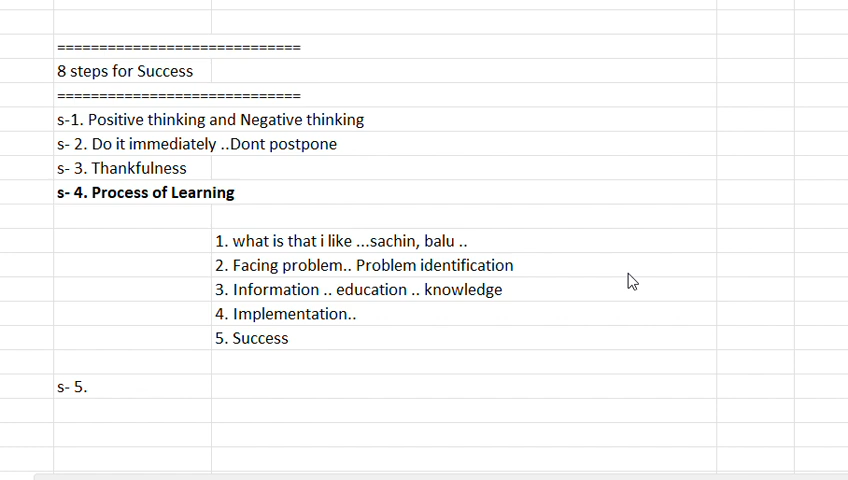 =============================
8 steps for Success
=============================
s-1. Positive thinking and Negative thinking
s- 2. Do it immediately ..Dont postpone
s- 3. Thankfulness
s- 4. Process of Learning
1. what is that i like ...sachin, balu ..
2. Facing problem.. Problem identification
3. Information .. education .. knowledge
4. Implementation..
5. Success
s- 5.